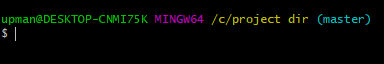 upman@DESKTOP-CNMI75K MINGW64 /c/project dir (master)
$